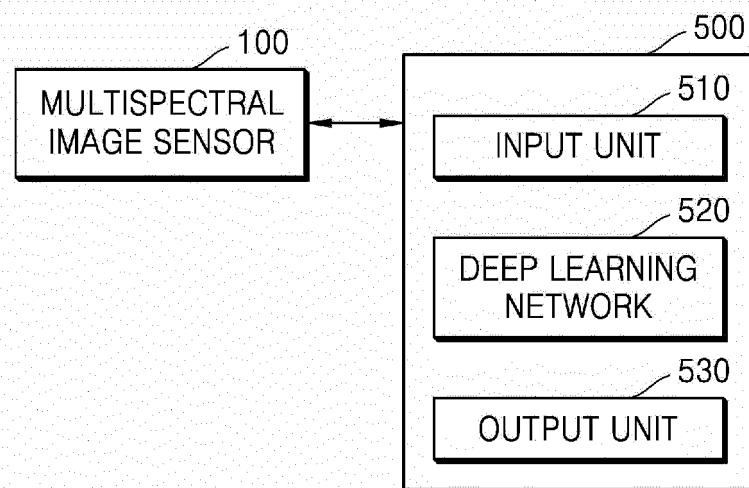 100
MULTISPECTRAL
IMAGE SENSOR
500
510
INPUT UNIT
520
DEEP LEARNING
NETWORK
530
OUTPUT UNIT